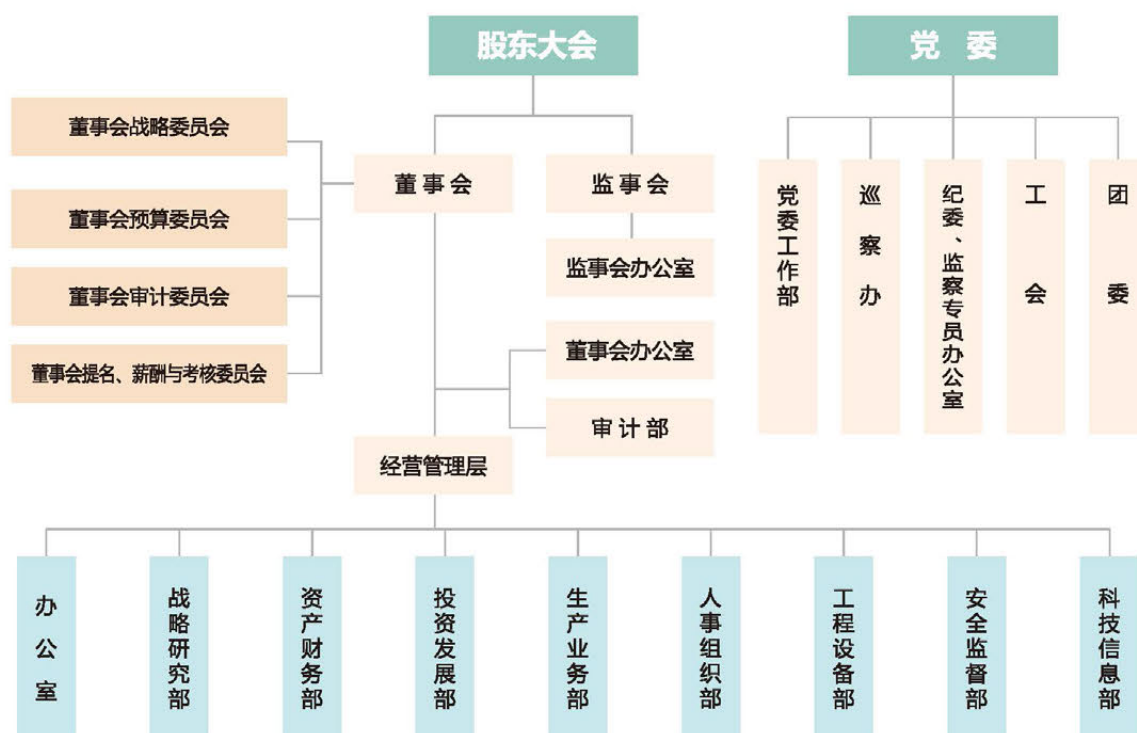 股东大会
党 委
董事会战略委员会
董事会预算委员会
董事会审计委员会
董事会提名、薪酬与考核委员会
董事会
监事会
监事会办公室
董事会办公室
审计部
经营管理层
党委工作部
巡察办
纪委、监察专员办公室
工会
团委
办公室
战略研究部
资产财务部
投资发展部
生产业务部
人事组织部
工程设备部
安全监督部
科技信息部